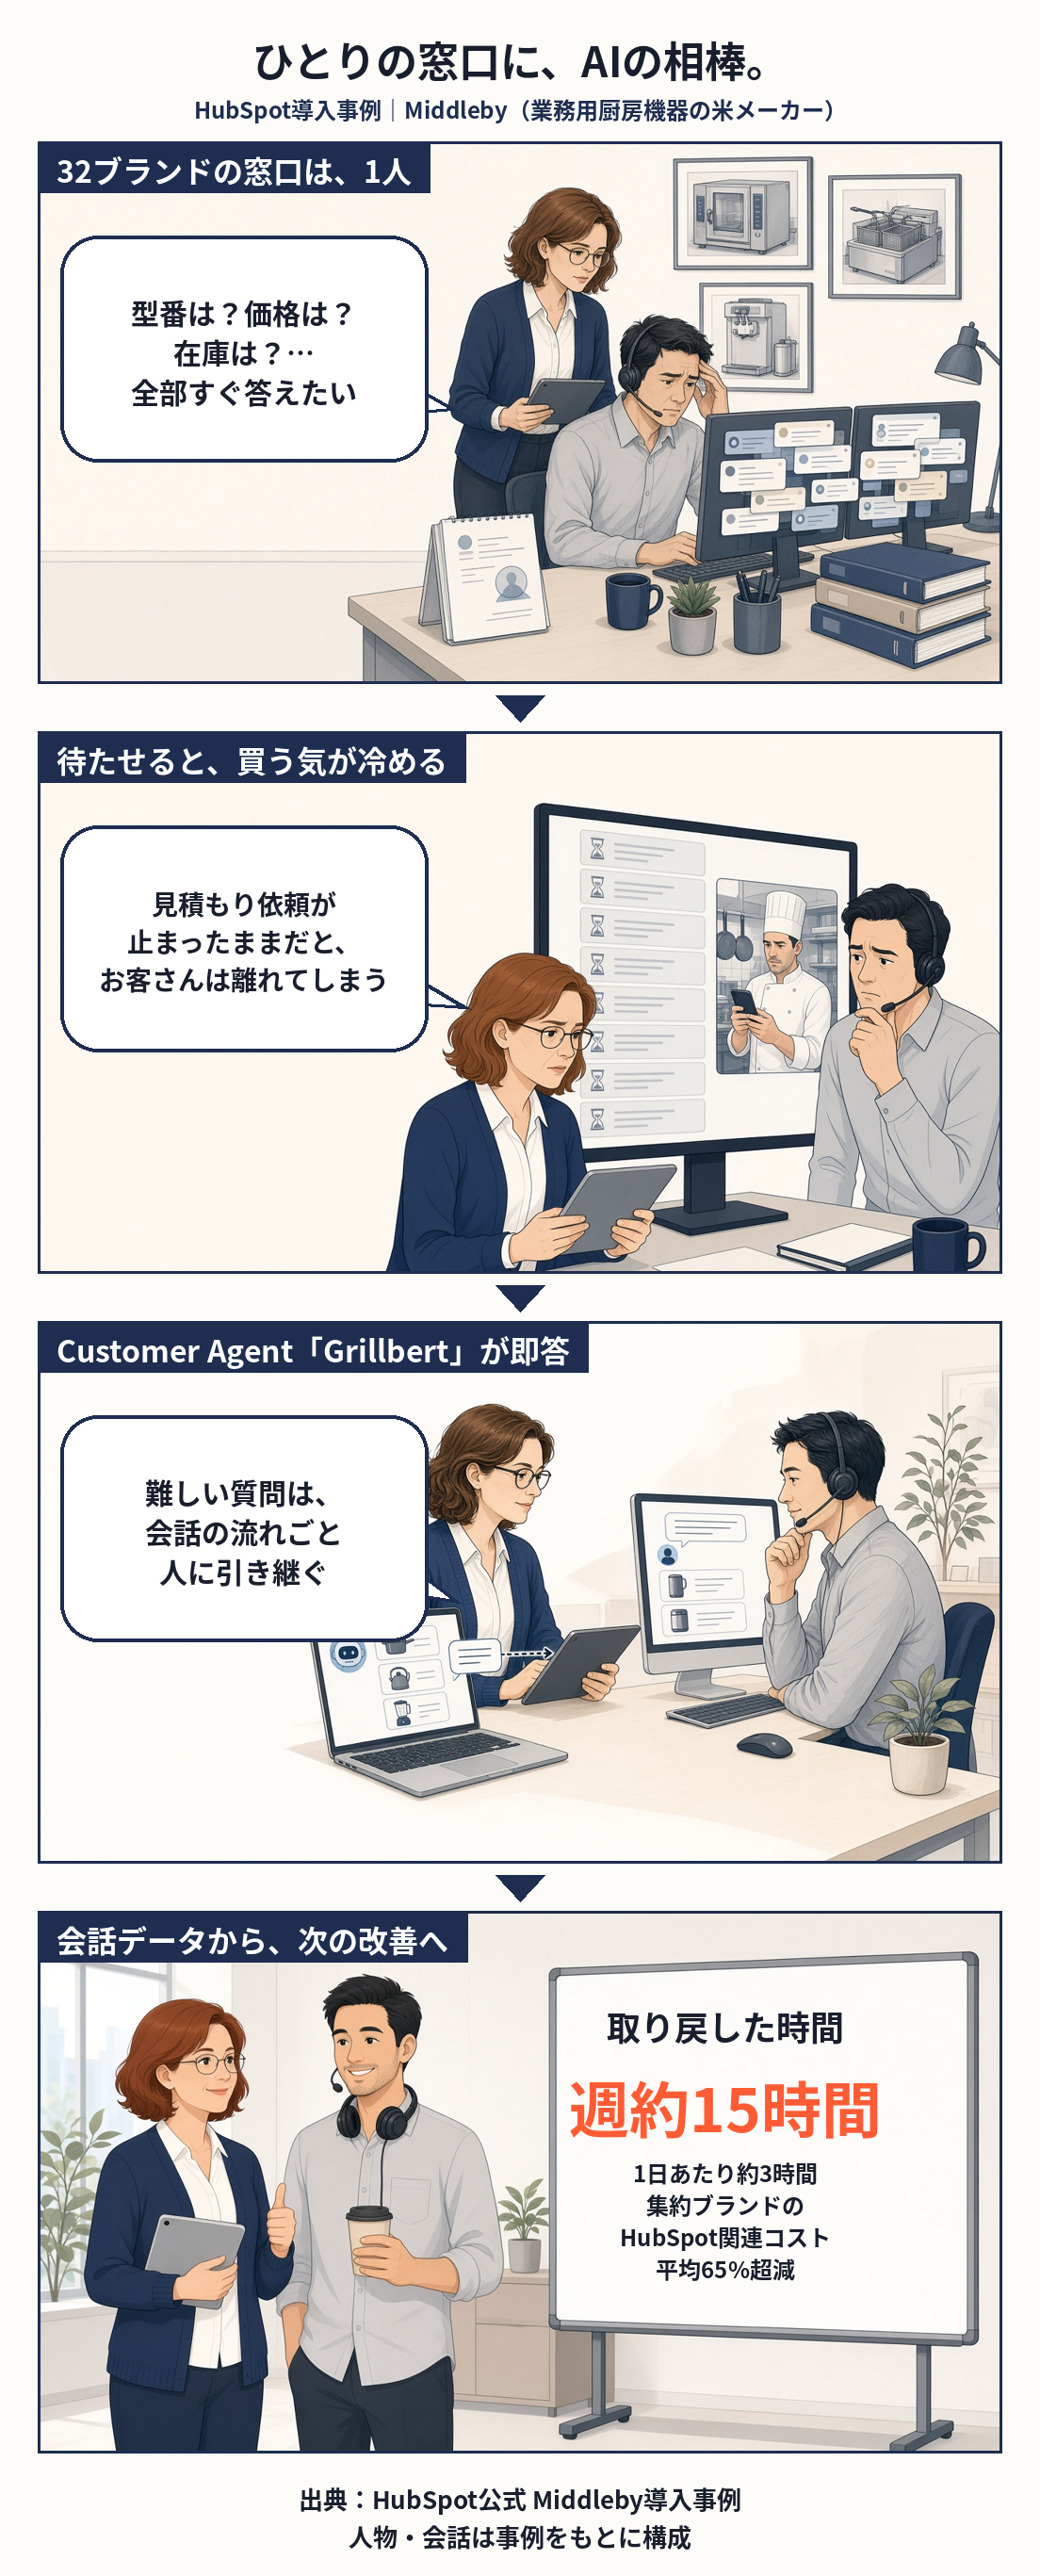 ひとりの窓口に、AIの相棒。
HubSpot導入事例｜Middleby（業務用厨房機器の米メーカー）
32ブランドの窓口は、1人
型番は？価格は？
在庫は？…
全部すぐ答えたい
待たせると、買う気が冷める
見積もり依頼が
止まったままだと、
お客さんは離れてしまう
Customer Agent「Grillbert」が即答
難しい質問は、
会話の流れごと
人に引き継ぐ
会話データから、次の改善へ
取り戻した時間
週約15時間
1日あたり約3時間
集約ブランドの
HubSpot関連コスト
平均65%超減
出典：HubSpot公式 Middleby導入事例
人物・会話は事例をもとに構成